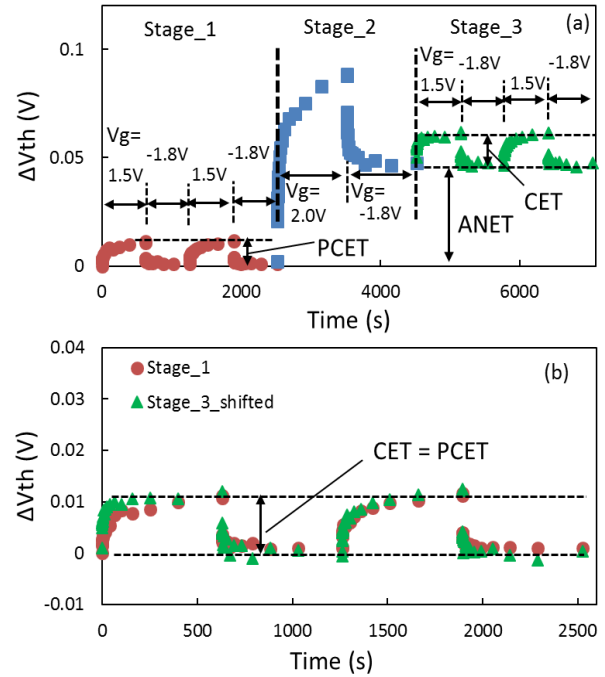 Stage_1
Stage_2
Stage_3
(a)
0.1
0.05
0
ΔVth (V)
Vg=
1.5V
-1.8V
1.5V
-1.8V
Vg=
2.0V
Vg=
-1.8V
Vg=
1.5V
-1.8V
1.5V
-1.8V
PCET
CET
ANET
0
2000
4000
6000
Time (s)
0.04
0.03
0.02
0.01
0
-0.01
ΔVth (V)
Stage_1
Stage_3_shifted
(b)
CET = PCET
0
500
1000
1500
2000
2500
Time (s)